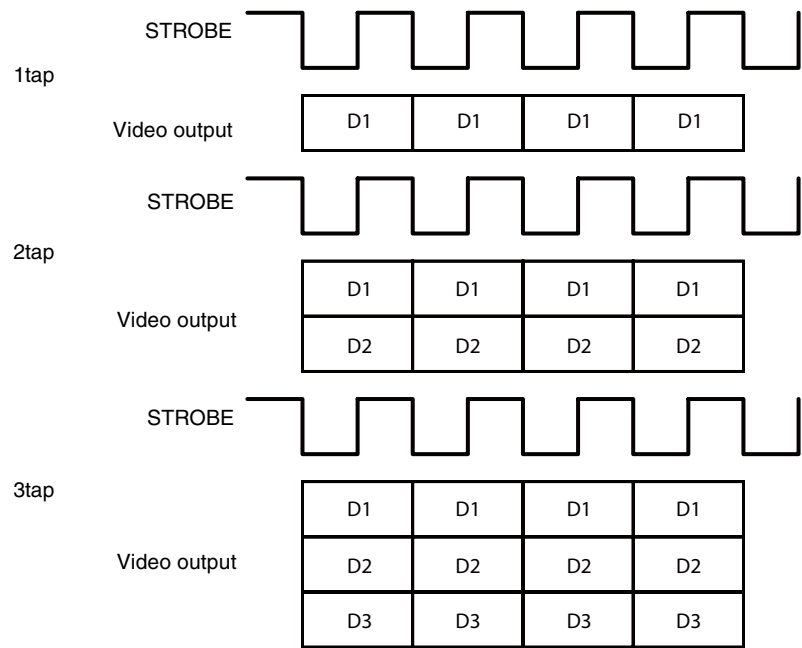 STROBE
1tap
Video output
D1 D1 D1 D1
STROBE
2tap
Video output
D1 D1 D1 D1
D2 D2 D2 D2
STROBE
3tap
Video output
D1 D1 D1 D1
D2 D2 D2 D2
D3 D3 D3 D3